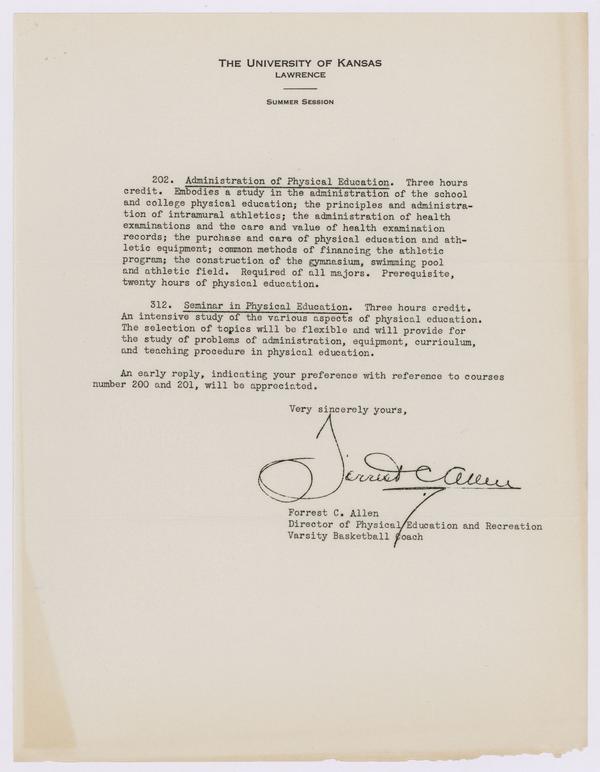 THE UNIVERSITY OF KANSAS
LAWRENCE
SUMMER SESSION
202. Administration of Physical Education. Three hours
credit. Embodies a study in the administration of the school
and college physical education; the principles and administra-
tion of intramural athletics; the administration of health
examinations and the care and value of health examination
records; the purchase and care of physical education and ath-
letic equipment; common methods of financing the athletic
program; the construction of the gymnasium, swimming pool
and athletic field. Required of all majors. Prerequisite,
twenty hours of physical education.
312. Seminar in Physical Education. Three hours credit.
An intensive study of the various aspects of physical education.
The selection of topics will be flexible and will provide for
the study of problems of administration, equipment, curriculum,
and teaching procedure in physical education.
An early reply, indicating your preference with reference to courses
number 200 and 201, will be appreciated.
Very sincerely yours,
Forrest C. Allen
Forrest C. Allen
Director of Physical Education and Recreation
Varsity Basketball Coach